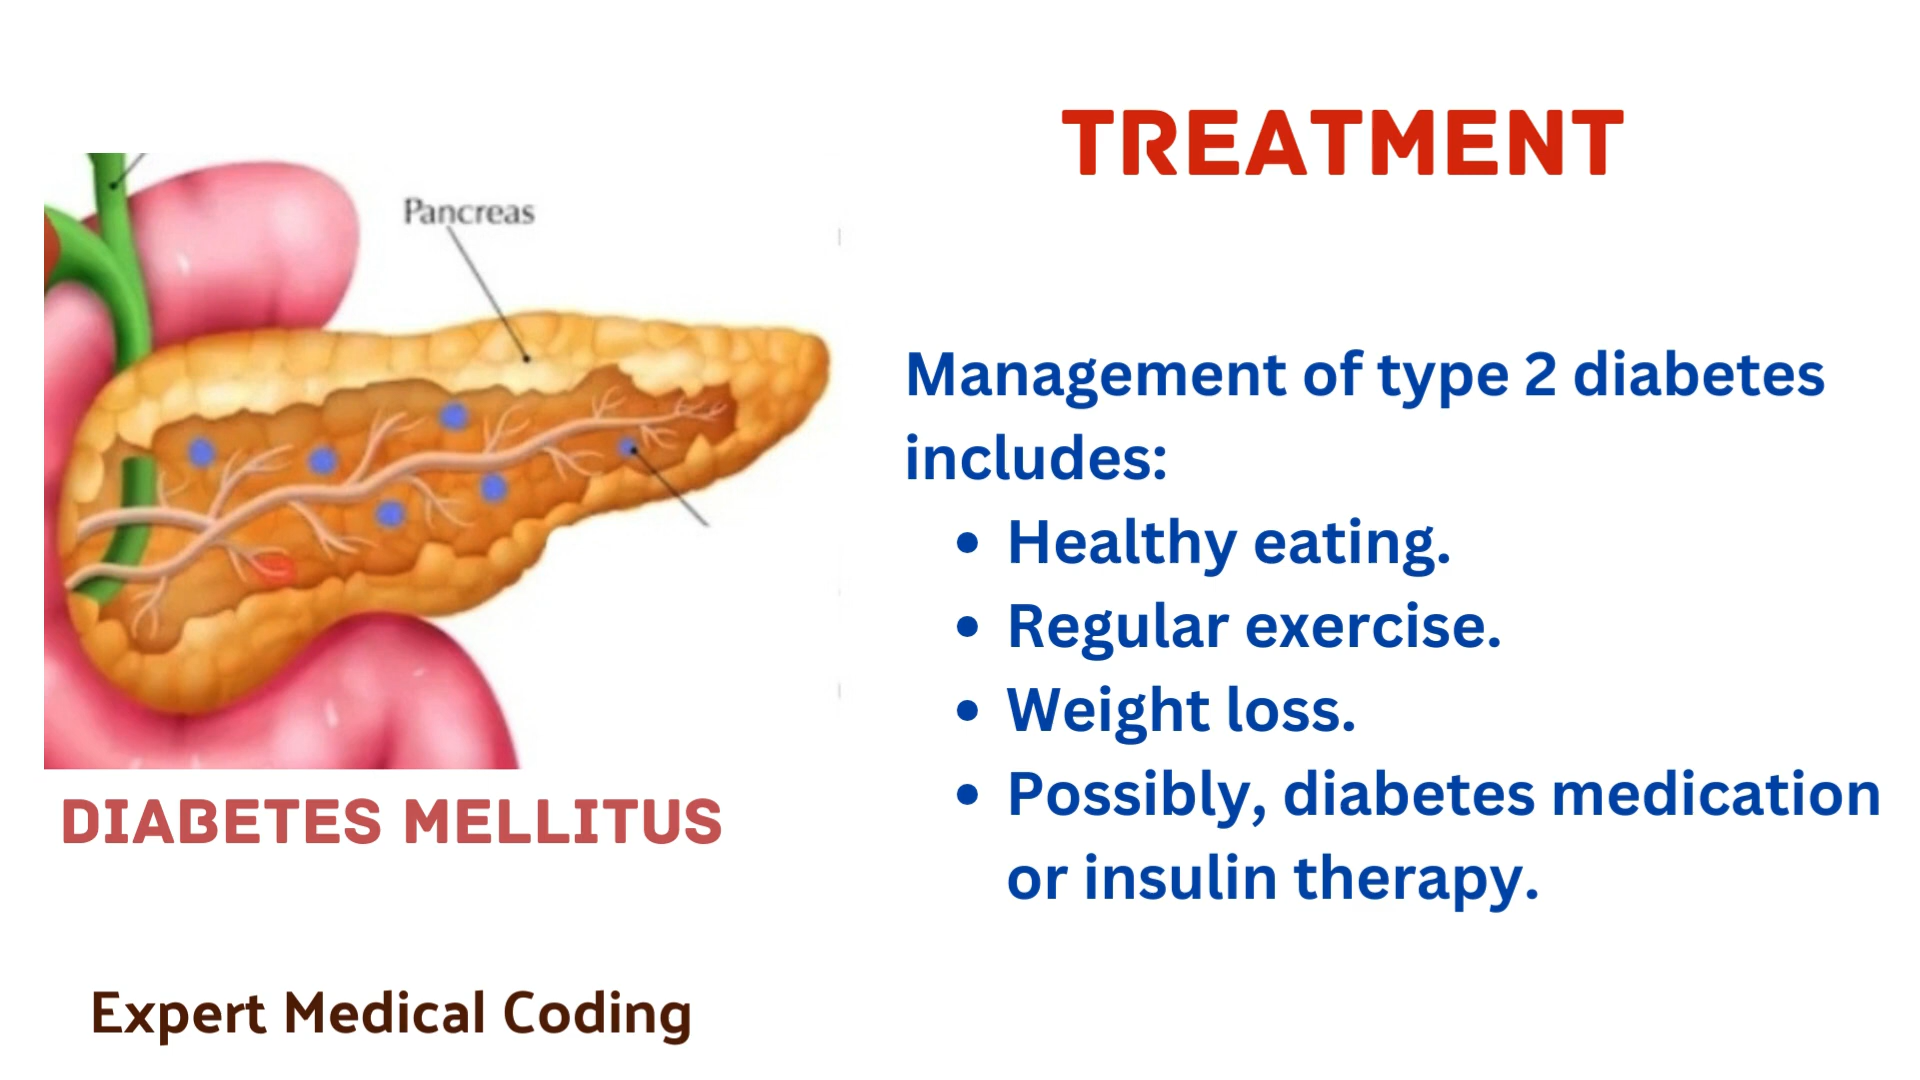 TREATMENT
Pancreas
Management of type 2 diabetes
includes:
• Healthy eating.
• Regular exercise.
• Weight loss.
• Possibly, diabetes medication
or insulin therapy.
DIABETES MELLITUS
Expert Medical Coding